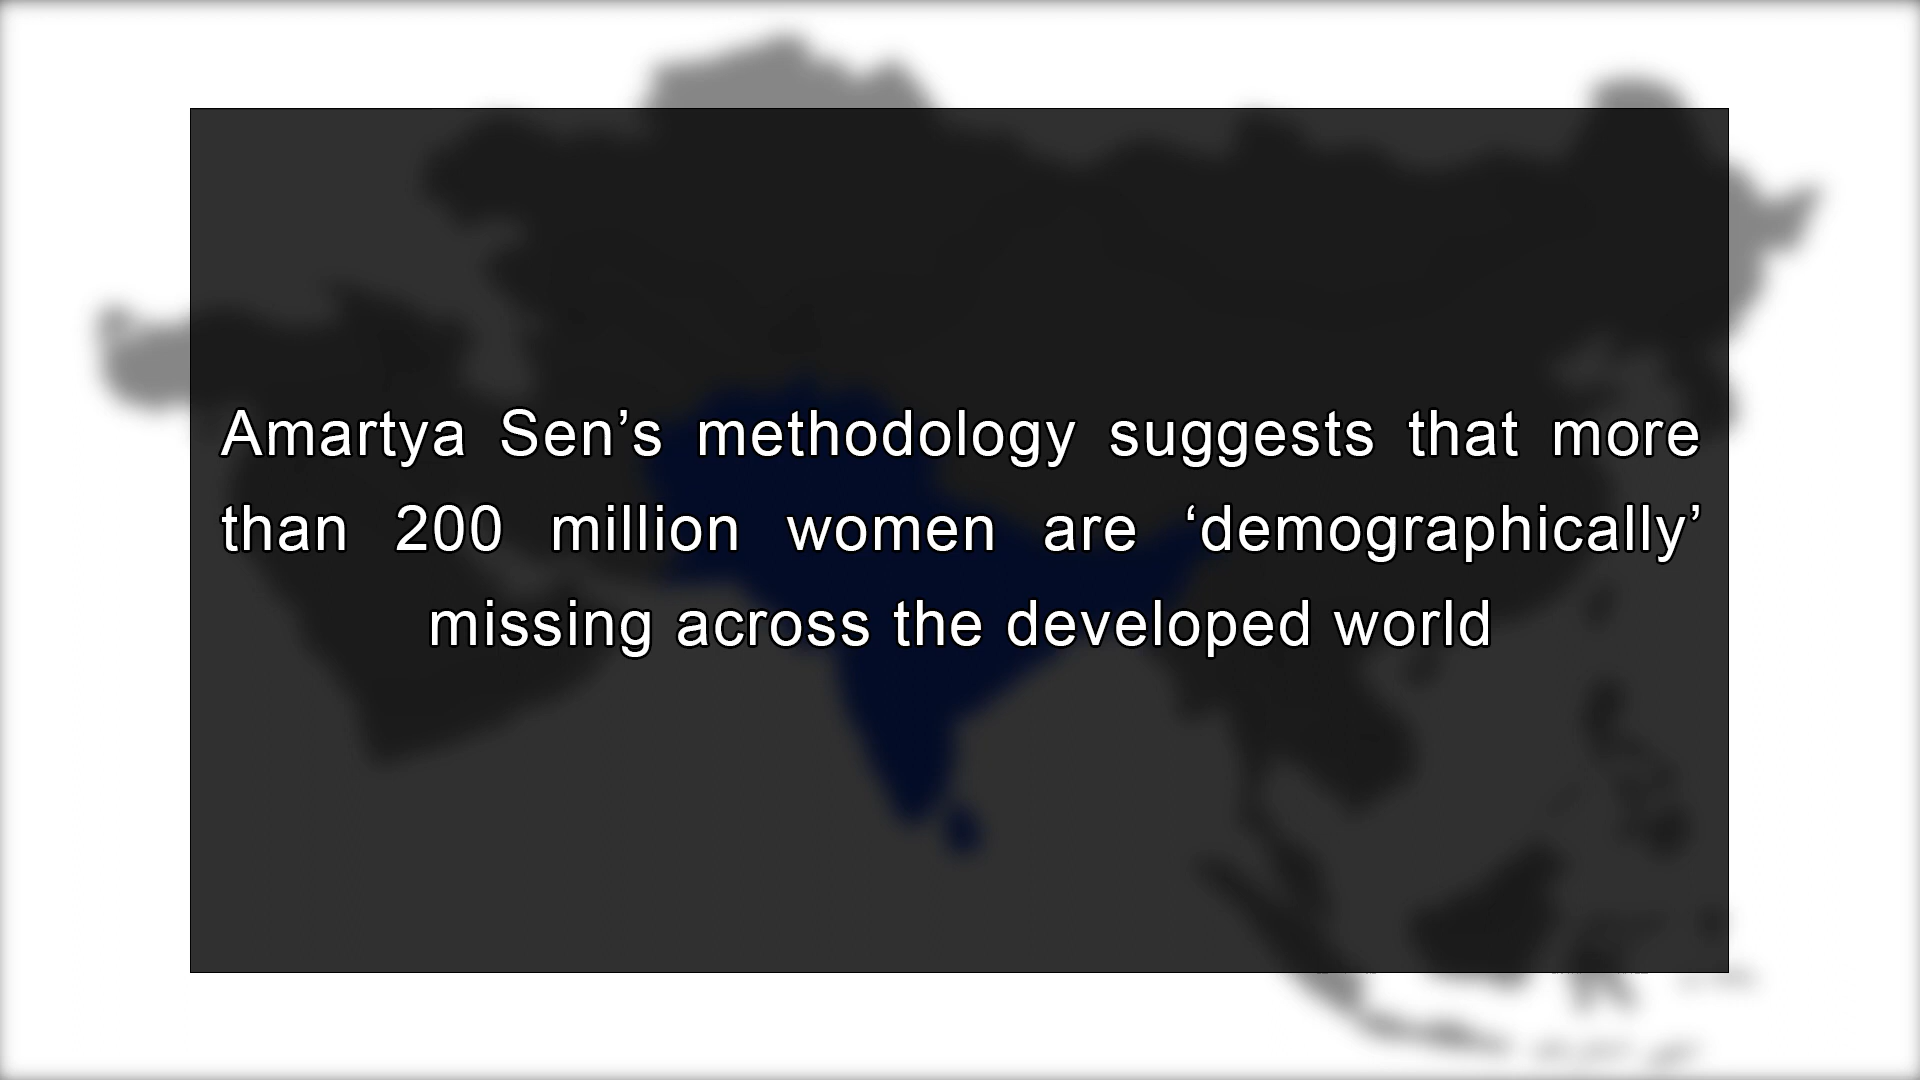 Amartya Sen’s methodology suggests that more
than 200 million women are ‘demographically’
missing across the developed world